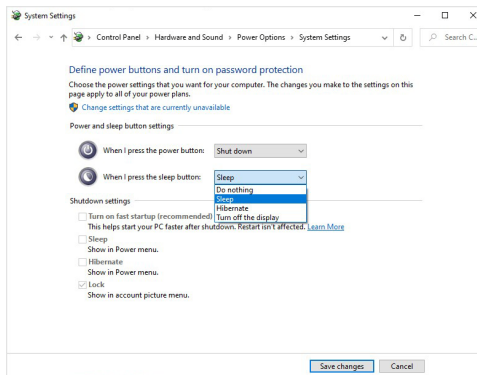 System Settings
Control Panel > Hardware and Sound > Power Options > System Settings
Search C...
Define power buttons and turn on password protection
Choose the power settings that you want for your computer. The changes you make to the settings on this
page apply to all of your power plans.
Change settings that are currently unavailable
Power and sleep button settings
When I press the power button: Shut down
When I press the sleep button: Sleep
Do nothing
Sleep
Hibernate
Turn off the display
Shutdown settings
Turn on fast startup (recommended)
This helps start your PC faster after shutdown. Restart isn't affected. Learn More
Sleep
Show in Power menu.
Hibernate
Show in Power menu.
Lock
Show in account picture menu.
Save changes Cancel